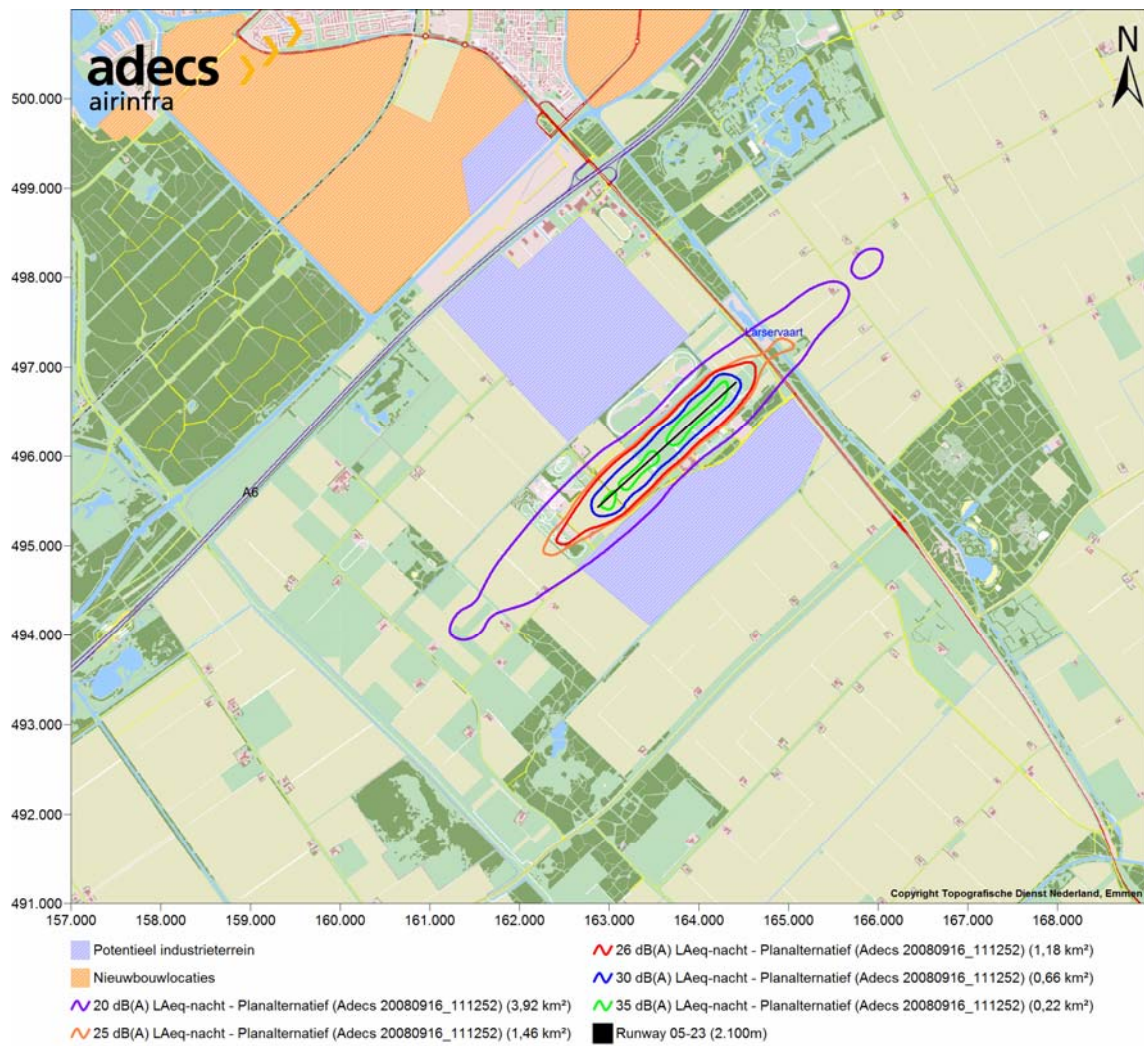 adecs
airinfra
N
500.000
499.000
498.000
497.000
496.000
495.000
494.000
493.000
492.000
491.000
Larservaart
A6
Copyright Topografische Dienst Nederland, Emmen
157.000 158.000 159.000 160.000 161.000 162.000 163.000 164.000 165.000 166.000 167.000 168.000
Potentieel industrieterrein
Nieuwbouwlocaties
20 dB(A) LAeq-nacht - Planalternatief (Adecs 20080916_111252) (3,92 km²)
25 dB(A) LAeq-nacht - Planalternatief (Adecs 20080916_111252) (1,46 km²)
26 dB(A) LAeq-nacht - Planalternatief (Adecs 20080916_111252) (1,18 km²)
30 dB(A) LAeq-nacht - Planalternatief (Adecs 20080916_111252) (0,66 km²)
35 dB(A) LAeq-nacht - Planalternatief (Adecs 20080916_111252) (0,22 km²)
Runway 05-23 (2.100m)